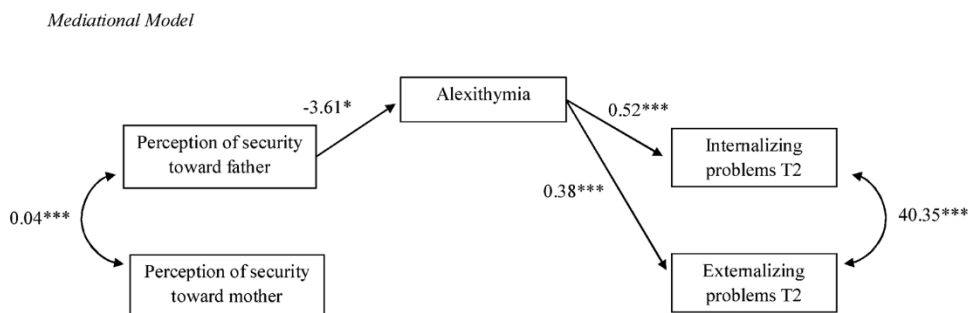 Mediational Model
Alexithymia
-3.61*
0.52***
Perception of security
toward father
Internalizing
problems T2
0.38***
0.04***
40.35***
Perception of security
toward mother
Externalizing
problems T2